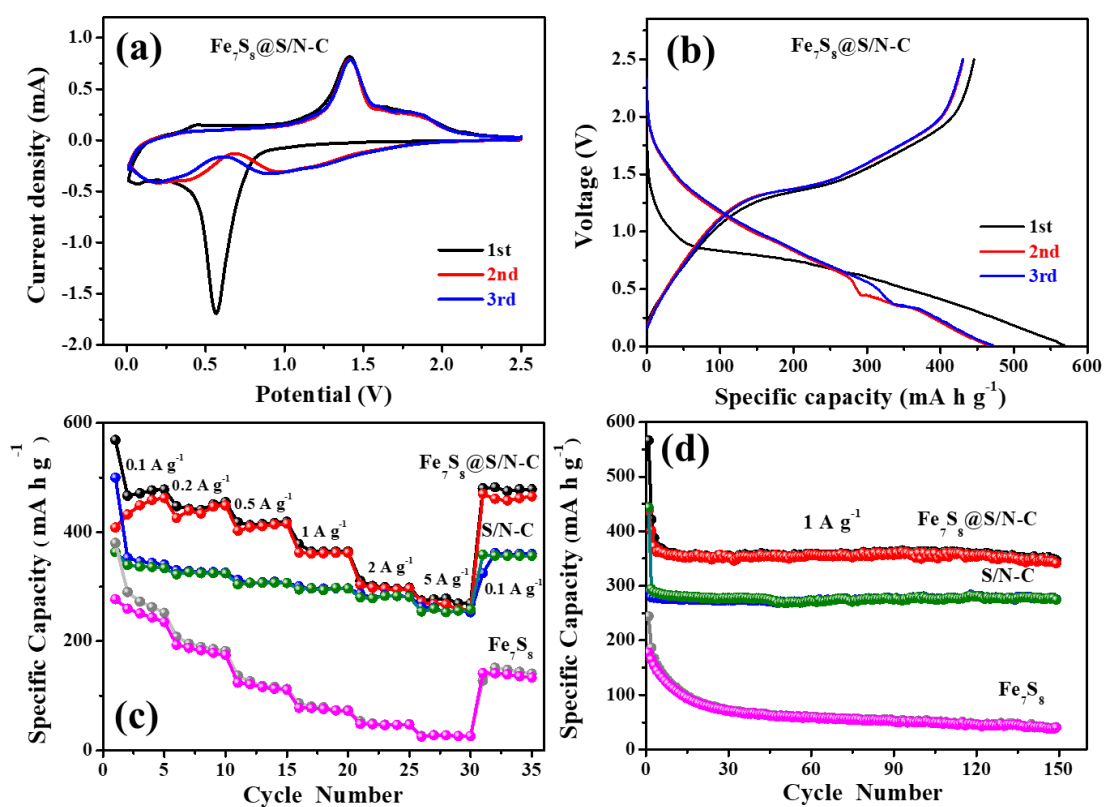 (a)
Fe₇S₈@S/N-C
1st
2nd
3rd
Current density (mA)
1.0
0.5
0.0
-0.5
-1.0
-1.5
-2.0
0.0 0.5 1.0 1.5 2.0 2.5
Potential (V)
(b)
Fe₇S₈@S/N-C
1st
2nd
3rd
Voltage (V)
2.5
2.0
1.5
1.0
0.5
0.0
0 100 200 300 400 500 600
Specific capacity (mA h g⁻¹)
(c)
Specific Capacity (mA h g⁻¹)
600
400
200
0
0.1 A g⁻¹
0.2 A g⁻¹
0.5 A g⁻¹
1 A g⁻¹
2 A g⁻¹
5 A g⁻¹
0.1 A g⁻¹
Fe₇S₈@S/N-C
S/N-C
Fe₇S₈
0 5 10 15 20 25 30 35
Cycle Number
(d)
Specific Capacity (mA h g⁻¹)
600
500
400
300
200
100
0
1 A g⁻¹
Fe₇S₈@S/N-C
S/N-C
Fe₇S₈
0 30 60 90 120 150
Cycle Number